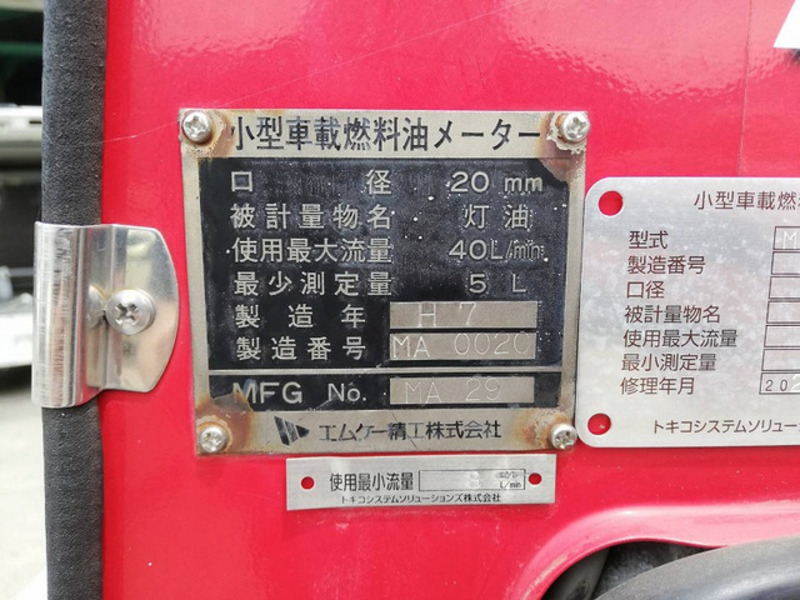 小型車載燃料油メーター
口 径 20 mm
被計量物名 灯油
使用最大流量 40L/min
最少測定量 5 L
製造年 H 7
製造番号 MA 0020
MFG No. MA 29
エムケー精工株式会社
使用最小流量 L/min
トキコシステムソリューションズ株式会社
小型車載燃
型式 M
製造番号
口径
被計量物名
使用最大流量
最小測定量
修理年月 202
トキコシステムソリューシ